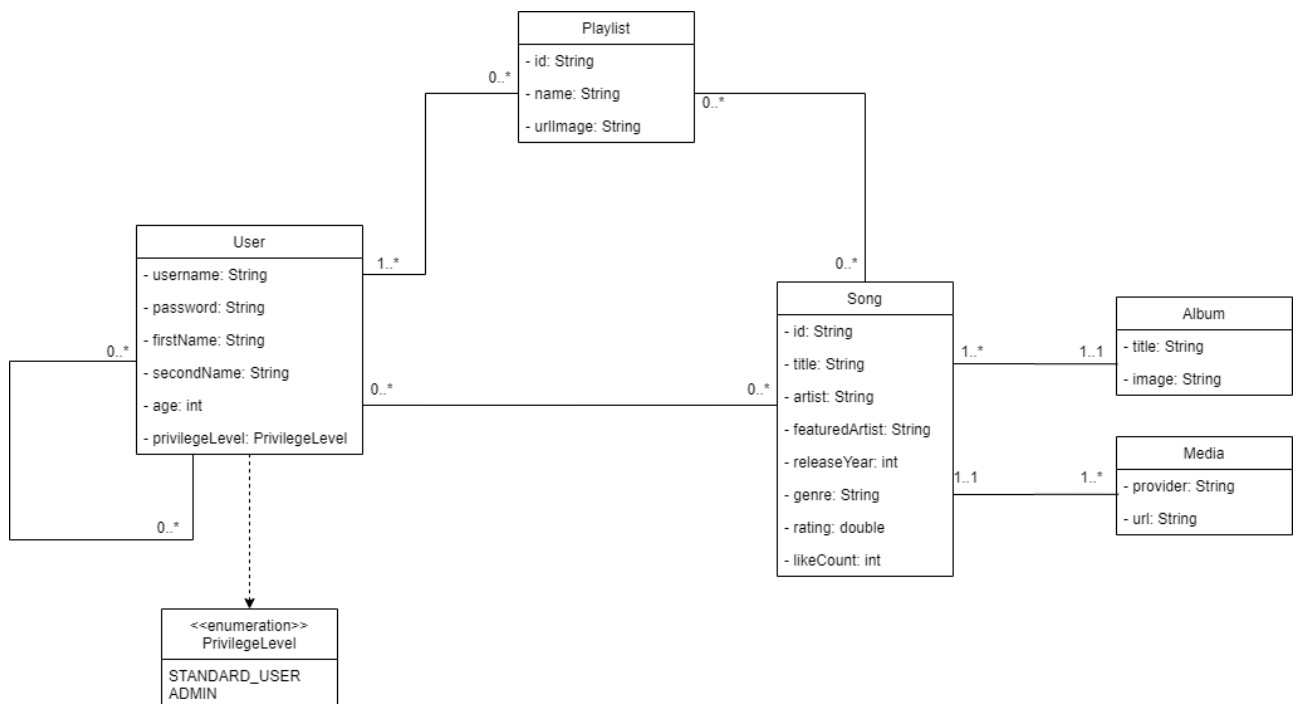 Playlist
- id: String
- name: String
- urlImage: String
0..*
0..*
1..*
0..*
User
- username: String
- password: String
- firstName: String
- secondName: String
- age: int
- privilegeLevel: PrivilegeLevel
0..*
0..*
0..*
0..*
Song
- id: String
- title: String
- artist: String
- featuredArtist: String
- releaseYear: int
- genre: String
- rating: double
- likeCount: int
1..*
1..1
Album
- title: String
- image: String
1..1
1..*
Media
- provider: String
- url: String
<<enumeration>>
PrivilegeLevel
STANDARD_USER
ADMIN